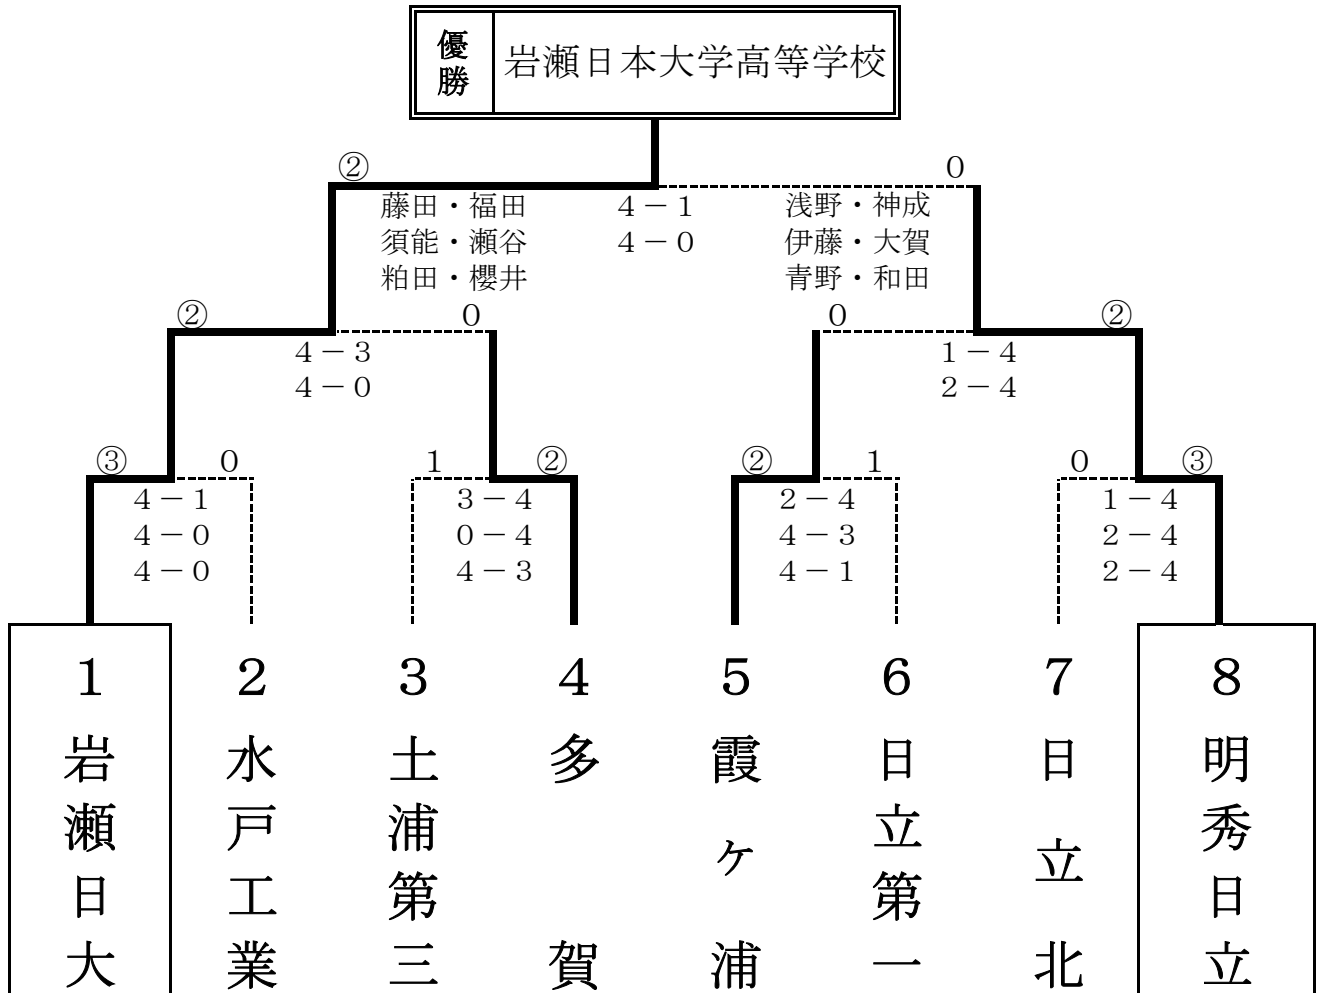 優勝
岩瀬日本大学高等学校
② 0
藤田・福田 4－1 浅野・神成
須能・瀬谷 4－0 伊藤・大賀
粕田・櫻井 青野・和田
② 0 0 ②
4－3 1－4
4－0 2－4
③ 0 1 ② ② 1 0 ③
4－1 3－4 2－4 1－4
4－0 0－4 4－3 2－4
4－0 4－3 4－1 2－4
1 2 3 4 5 6 7 8
岩瀬日大
水戸工業
土浦第三
多賀
霞ケ浦
日立第一
日立北
明秀日立